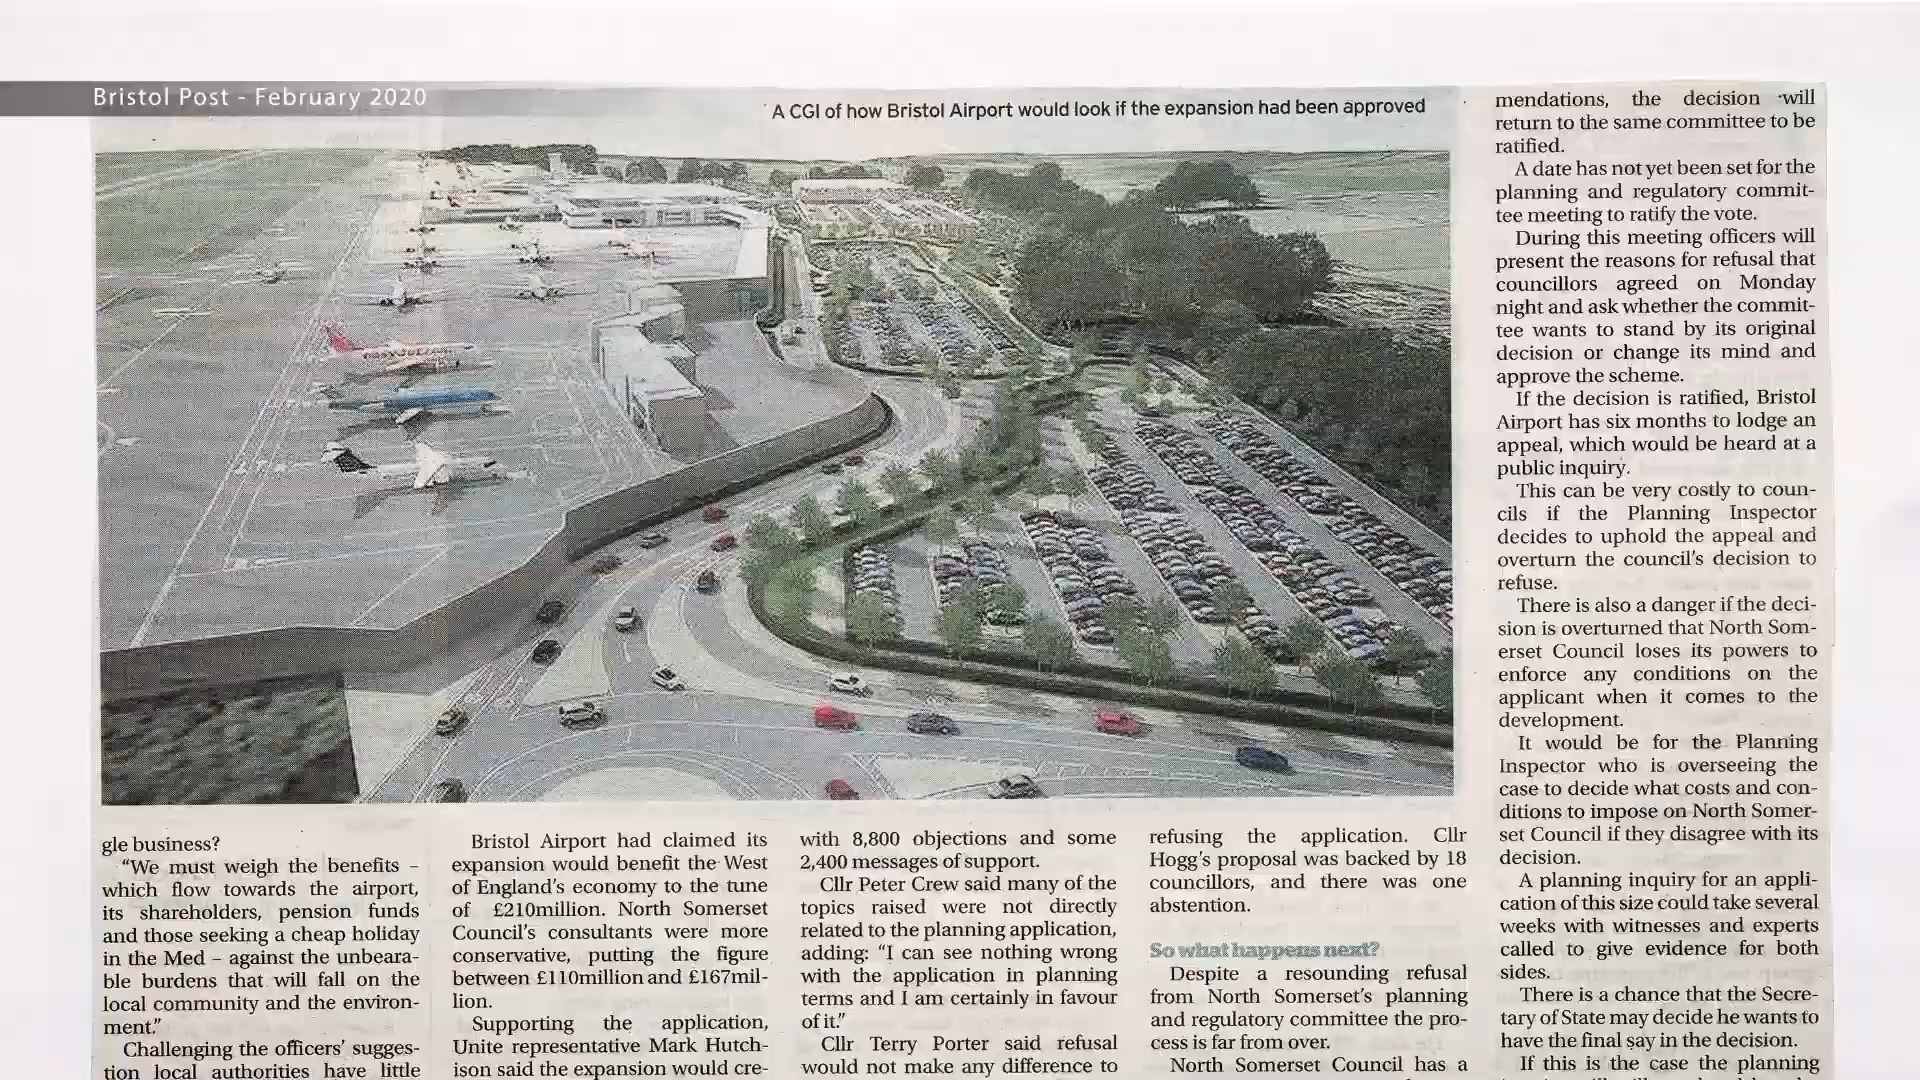 Bristol Post - February 2020
A CGI of how Bristol Airport would look if the expansion had been approved
gle business?
“We must weigh the benefits –
which flow towards the airport,
its shareholders, pension funds
and those seeking a cheap holiday
in the Med – against the unbeara-
ble burdens that will fall on the
local community and the environ-
ment.”
Challenging the officers’ sugges-
tion local authorities have little
Bristol Airport had claimed its
expansion would benefit the West
of England’s economy to the tune
of £210million. North Somerset
Council’s consultants were more
conservative, putting the figure
between £110million and £167mil-
lion.
Supporting the application,
Unite representative Mark Hutch-
ison said the expansion would cre-
with 8,800 objections and some
2,400 messages of support.
Cllr Peter Crew said many of the
topics raised were not directly
related to the planning application,
adding: “I can see nothing wrong
with the application in planning
terms and I am certainly in favour
of it.”
Cllr Terry Porter said refusal
would not make any difference to
refusing the application. Cllr
Hogg’s proposal was backed by 18
councillors, and there was one
abstention.
So what happens next?
Despite a resounding refusal
from North Somerset’s planning
and regulatory committee the pro-
cess is far from over.
North Somerset Council has a
mendations, the decision will
return to the same committee to be
ratified.
A date has not yet been set for the
planning and regulatory commit-
tee meeting to ratify the vote.
During this meeting officers will
present the reasons for refusal that
councillors agreed on Monday
night and ask whether the commit-
tee wants to stand by its original
decision or change its mind and
approve the scheme.
If the decision is ratified, Bristol
Airport has six months to lodge an
appeal, which would be heard at a
public inquiry.
This can be very costly to coun-
cils if the Planning Inspector
decides to uphold the appeal and
overturn the council’s decision to
refuse.
There is also a danger if the deci-
sion is overturned that North Som-
erset Council loses its powers to
enforce any conditions on the
applicant when it comes to the
development.
It would be for the Planning
Inspector who is overseeing the
case to decide what costs and con-
ditions to impose on North Somer-
set Council if they disagree with its
decision.
A planning inquiry for an appli-
cation of this size could take several
weeks with witnesses and experts
called to give evidence for both
sides.
There is a chance that the Secre-
tary of State may decide he wants to
have the final say in the decision.
If this is the case the planning